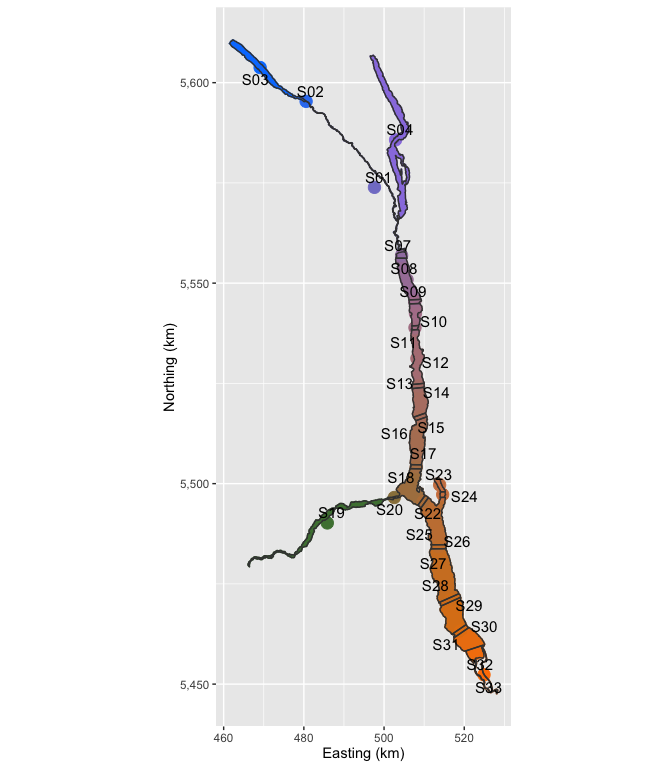 5,600
5,550
5,500
5,450
Northing (km)
S03
S02
S04
S01
S07
S08
S09
S10
S11
S12
S13
S14
S15
S16
S17
S18
S23
S24
S19
S20
S22
S25
S26
S27
S28
S29
S30
S31
S32
S33
460
480
500
520
Easting (km)